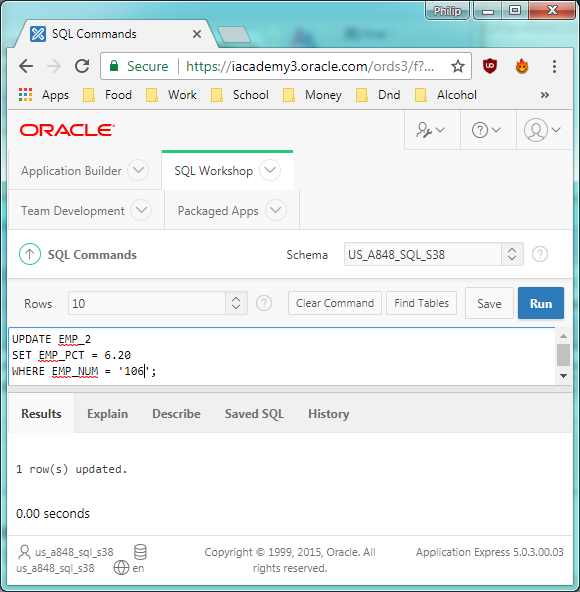 Philip
SQL Commands
Secure https://iacademy3.oracle.com/ords3/f?...
Apps Food Work School Money Dnd Alcohol »
ORACLE
Application Builder SQL Workshop
Team Development Packaged Apps
SQL Commands Schema US_A848_SQL_S38
Rows 10 Clear Command Find Tables Save Run
UPDATE EMP_2
SET EMP_PCT = 6.20
WHERE EMP_NUM = '106';
Results Explain Describe Saved SQL History
1 row(s) updated.
0.00 seconds
us_a848_sql_s38 Copyright © 1999, 2015, Oracle. All Application Express 5.0.3.00.03
us_a848_sql_s38 en rights reserved.